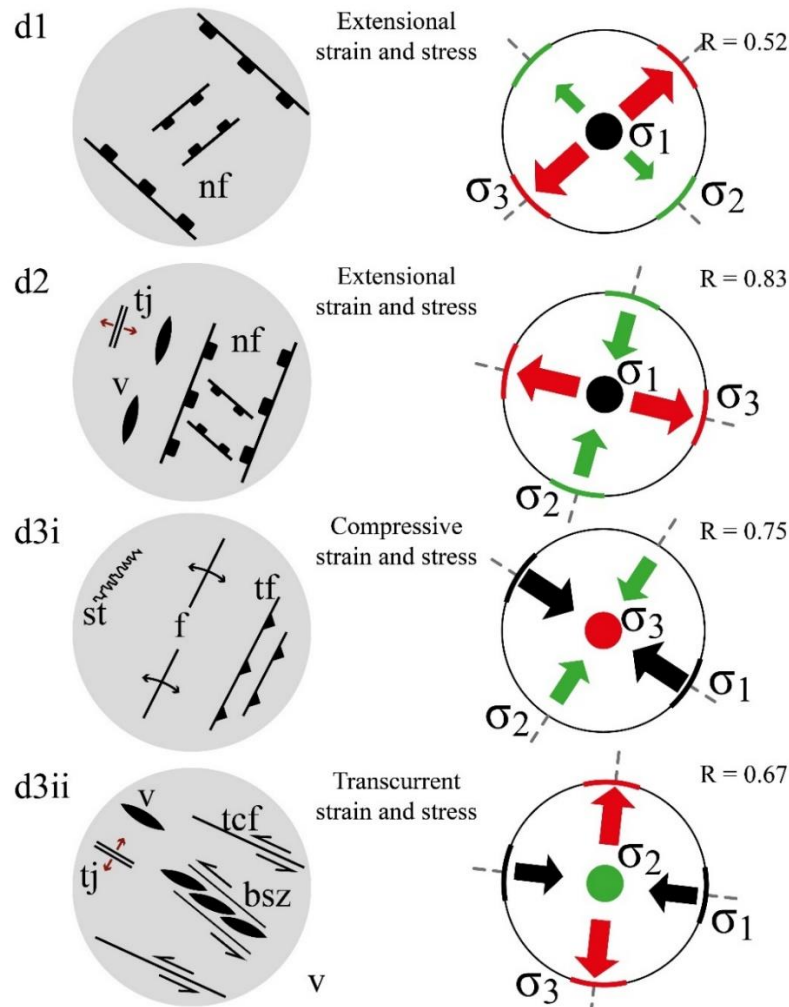 d1
Extensional
strain and stress
R = 0.52
nf
σ1
σ3
σ2
d2
Extensional
strain and stress
R = 0.83
tj
nf
v
σ1
σ3
σ2
d3i
Compressive
strain and stress
R = 0.75
st
f
tf
σ3
σ1
σ2
d3ii
Transcurrent
strain and stress
R = 0.67
v
tcf
tj
bsz
σ2
σ1
v
σ3